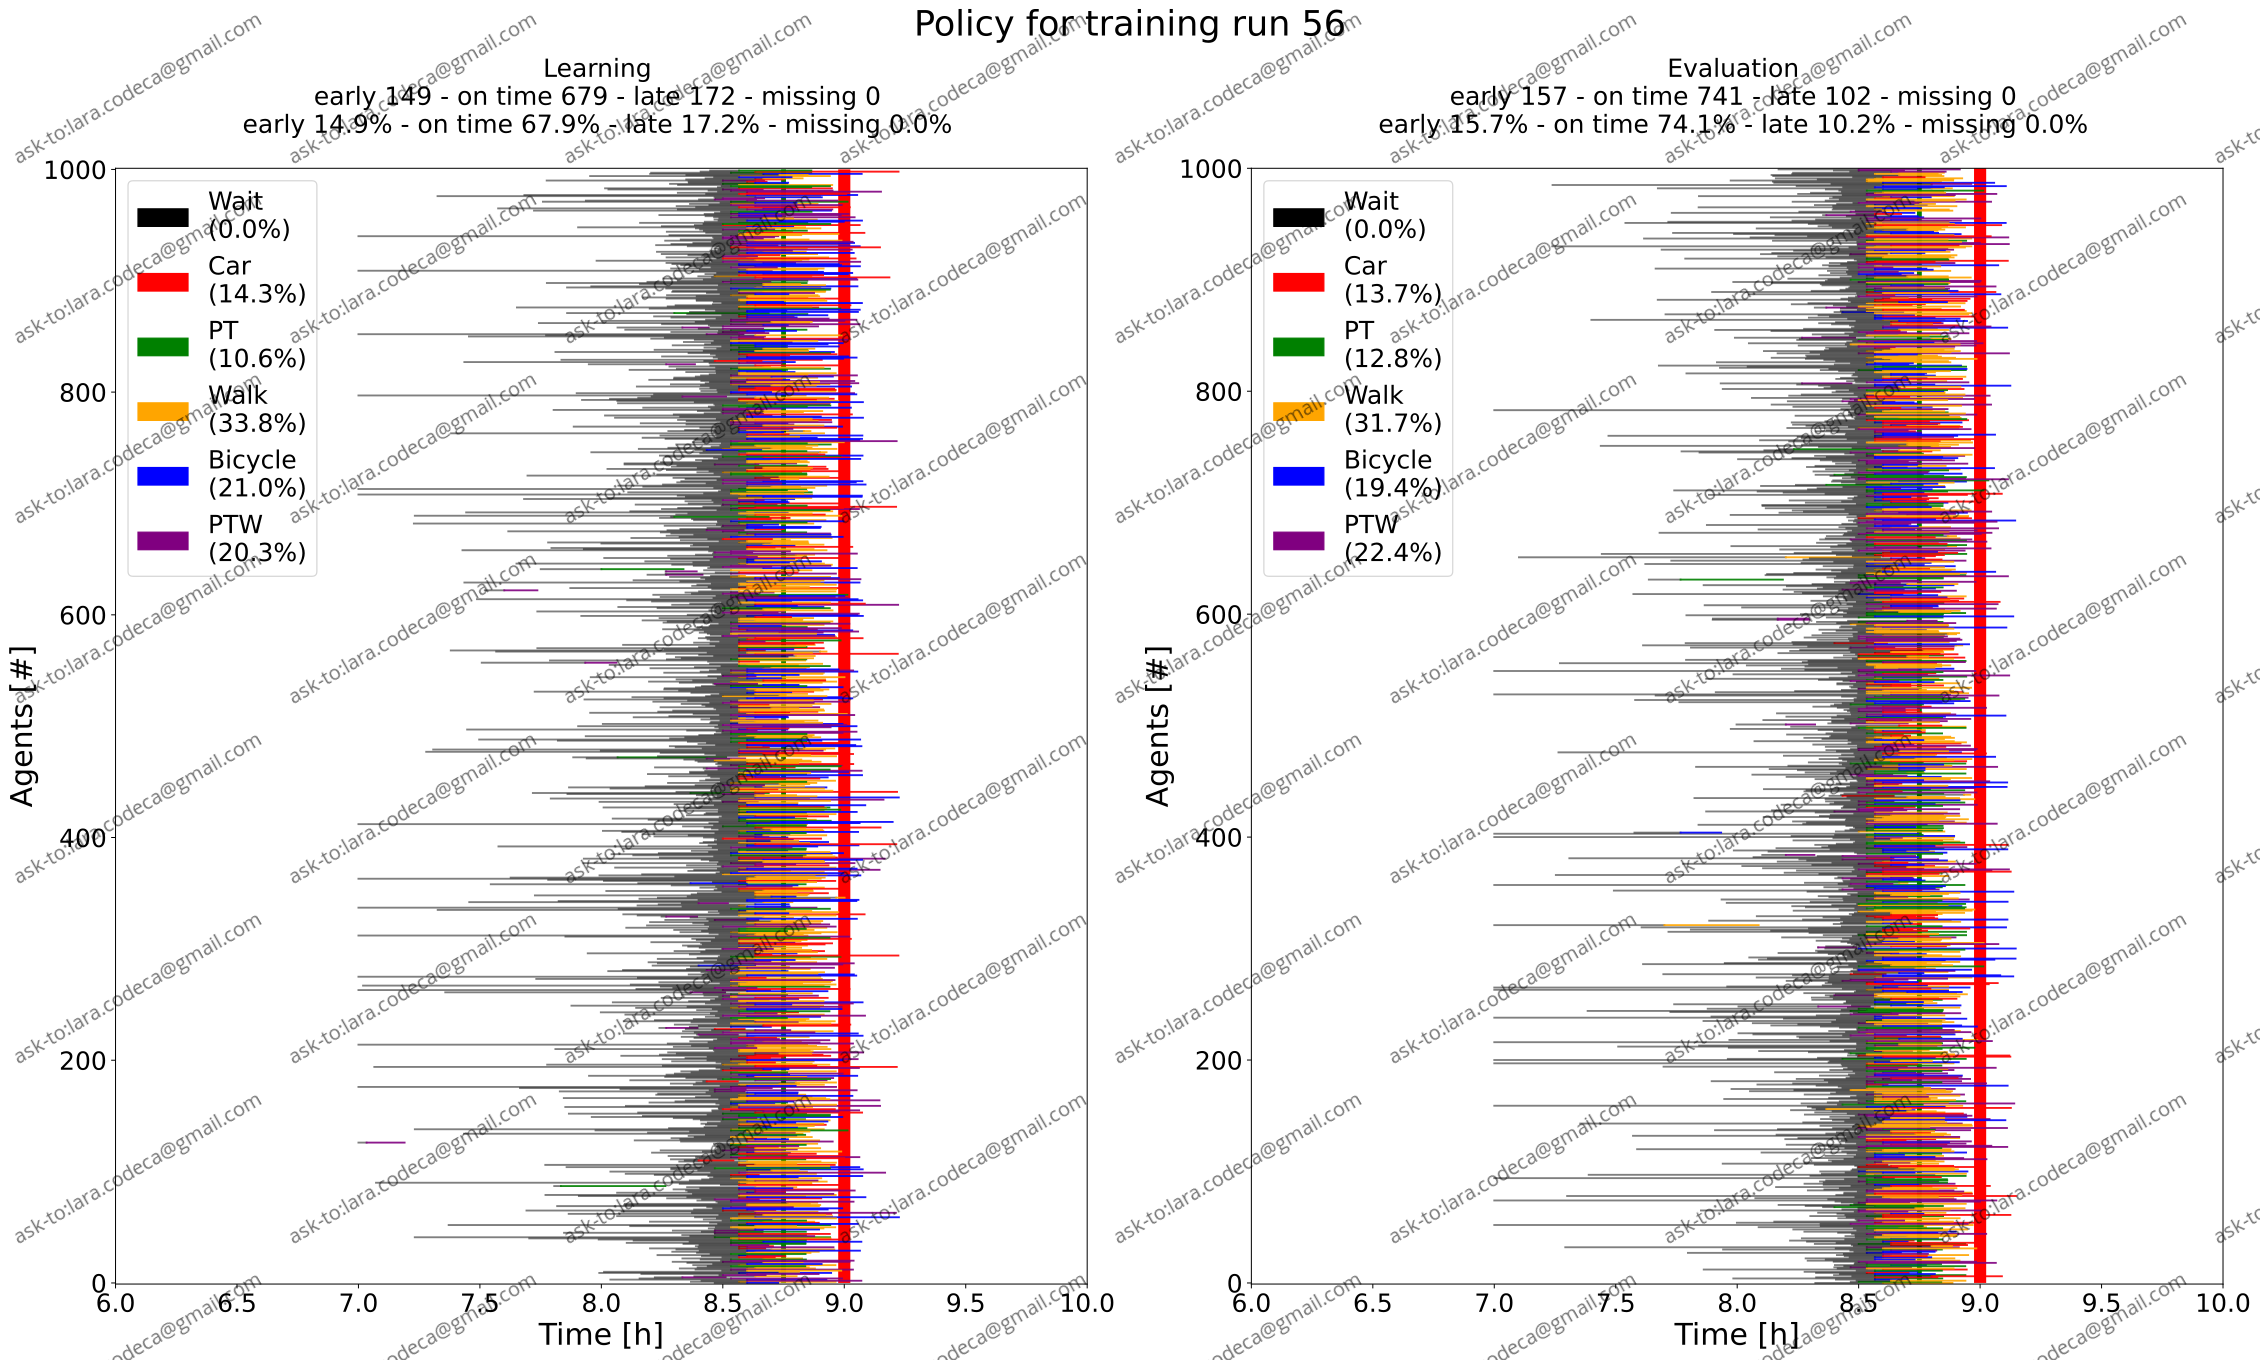 Policy for training run 56
Learning
early 149 - on time 679 - late 172 - missing 0
early 14.9% - on time 67.9% - late 17.2% - missing 0.0%
1000
800
600
400
200
0
Agents [#]
Wait
(0.0%)
Car
(14.3%)
PT
(10.6%)
Walk
(33.8%)
Bicycle
(21.0%)
PTW
(20.3%)
6.0 6.5 7.0 7.5 8.0 8.5 9.0 9.5 10.0
Time [h]
Evaluation
early 157 - on time 741 - late 102 - missing 0
early 15.7% - on time 74.1% - late 10.2% - missing 0.0%
1000
800
600
400
200
0
Agents [#]
Wait
(0.0%)
Car
(13.7%)
PT
(12.8%)
Walk
(31.7%)
Bicycle
(19.4%)
PTW
(22.4%)
6.0 6.5 7.0 7.5 8.0 8.5 9.0 9.5 10.0
Time [h]
ask-to:lara.codeca@gmail.com